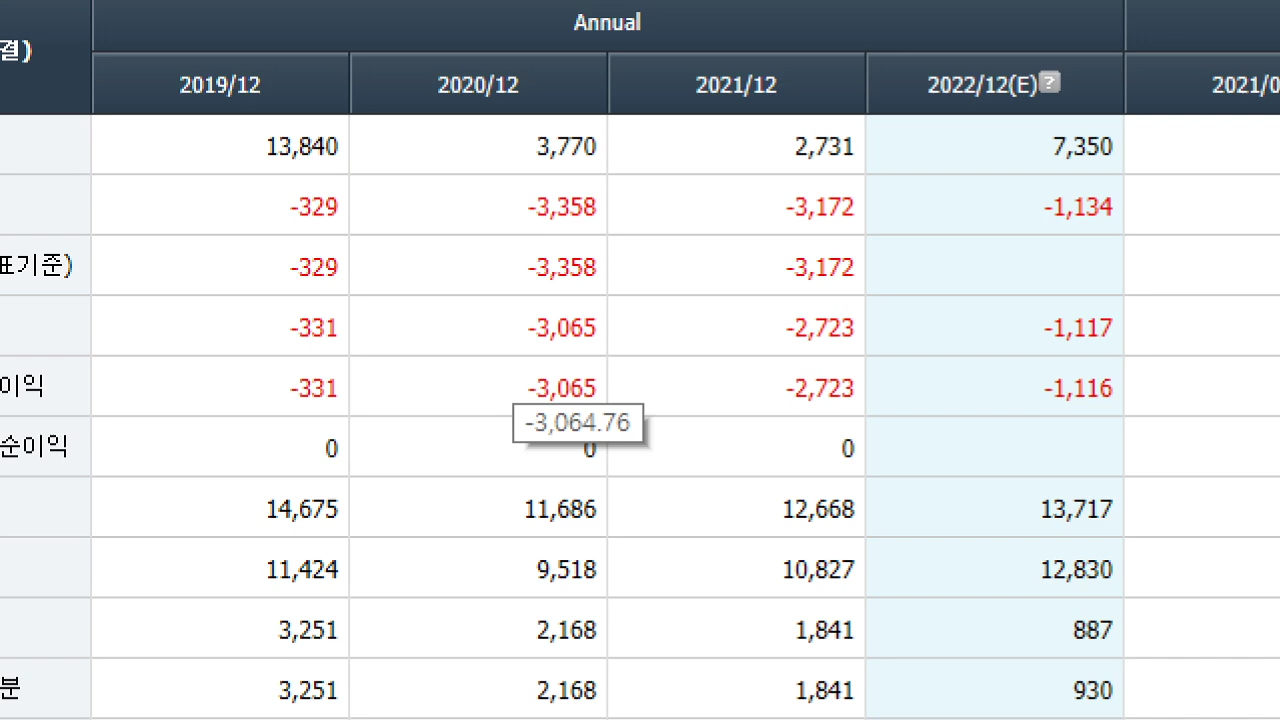 Annual
결)
2019/12 2020/12 2021/12 2022/12(E)? 2021/0
13,840 3,770 2,731 7,350
-329 -3,358 -3,172 -1,134
표기준) -329 -3,358 -3,172
-331 -3,065 -2,723 -1,117
이익 -331 -3,065 -2,723 -1,116
-3,064.76
순이익 0 0 0
14,675 11,686 12,668 13,717
11,424 9,518 10,827 12,830
3,251 2,168 1,841 887
분 3,251 2,168 1,841 930